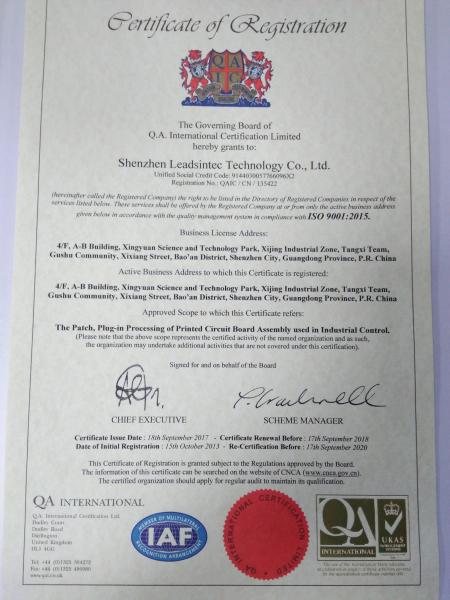 Certificate of Registration
QAIC
The Governing Board of
Q.A. International Certification Limited
hereby grants to:
Shenzhen Leadsintec Technology Co., Ltd.
Unified Social Credit Code: 91440300577660 96X2
Registration No.: QAIC / CN / 135422
(hereinafter called the Registered Company) the right to be listed in the Directory of Registered Companies in respect of the
services listed below. These services shall be offered by the Registered Company at or from only the active business address
given below in accordance with the quality management system in compliance with ISO 9001:2015.
Business License Address:
4/F, A-B Building, Xingyuan Science and Technology Park, Xijing Industrial Zone, Tangxi Team,
Gushu Community, Xixiang Street, Bao'an District, Shenzhen City, Guangdong Province, P.R. China
Active Business Address to which this Certificate is registered:
4/F, A-B Building, Xingyuan Science and Technology Park, Xijing Industrial Zone, Tangxi Team,
Gushu Community, Xixiang Street, Bao'an District, Shenzhen City, Guangdong Province, P.R. China
Approved Scope to which this Certificate refers:
The Patch, Plug-in Processing of Printed Circuit Board Assembly used in Industrial Control.
(Please note that the above scope represents the certified activity of the named organization and as such,
the organization may undertake additional activities that are not covered under this certification).
Signed for and on behalf of the Board
CHIEF EXECUTIVE SCHEME MANAGER
Certificate Issue Date : 18th September 2017 - Certificate Renewal Before : 17th September 2018
Date of Initial Registration : 15th October 2013 - Re-Certification Before : 17th September 2020
This Certificate of Registration is granted subject to the Regulations approved by the Board.
The information of this certificate can be searched on the website of CNCA (www.cnca.gov.cn).
The certified organization should apply for regular audit to maintain its qualification.
QA INTERNATIONAL
Q.A. International Certification Ltd.
Dudley Court
Dudley Road
Darlington
United Kingdom
DL1 4GG
www.qai.co.uk
MEMBER OF MULTILATERAL
IAF
RECOGNITION ARRANGEMENT
QA INTERNATIONAL CERTIFICATION LIMITED
QA
INTERNATIONAL
UKAS
MANAGEMENT
SYSTEMS